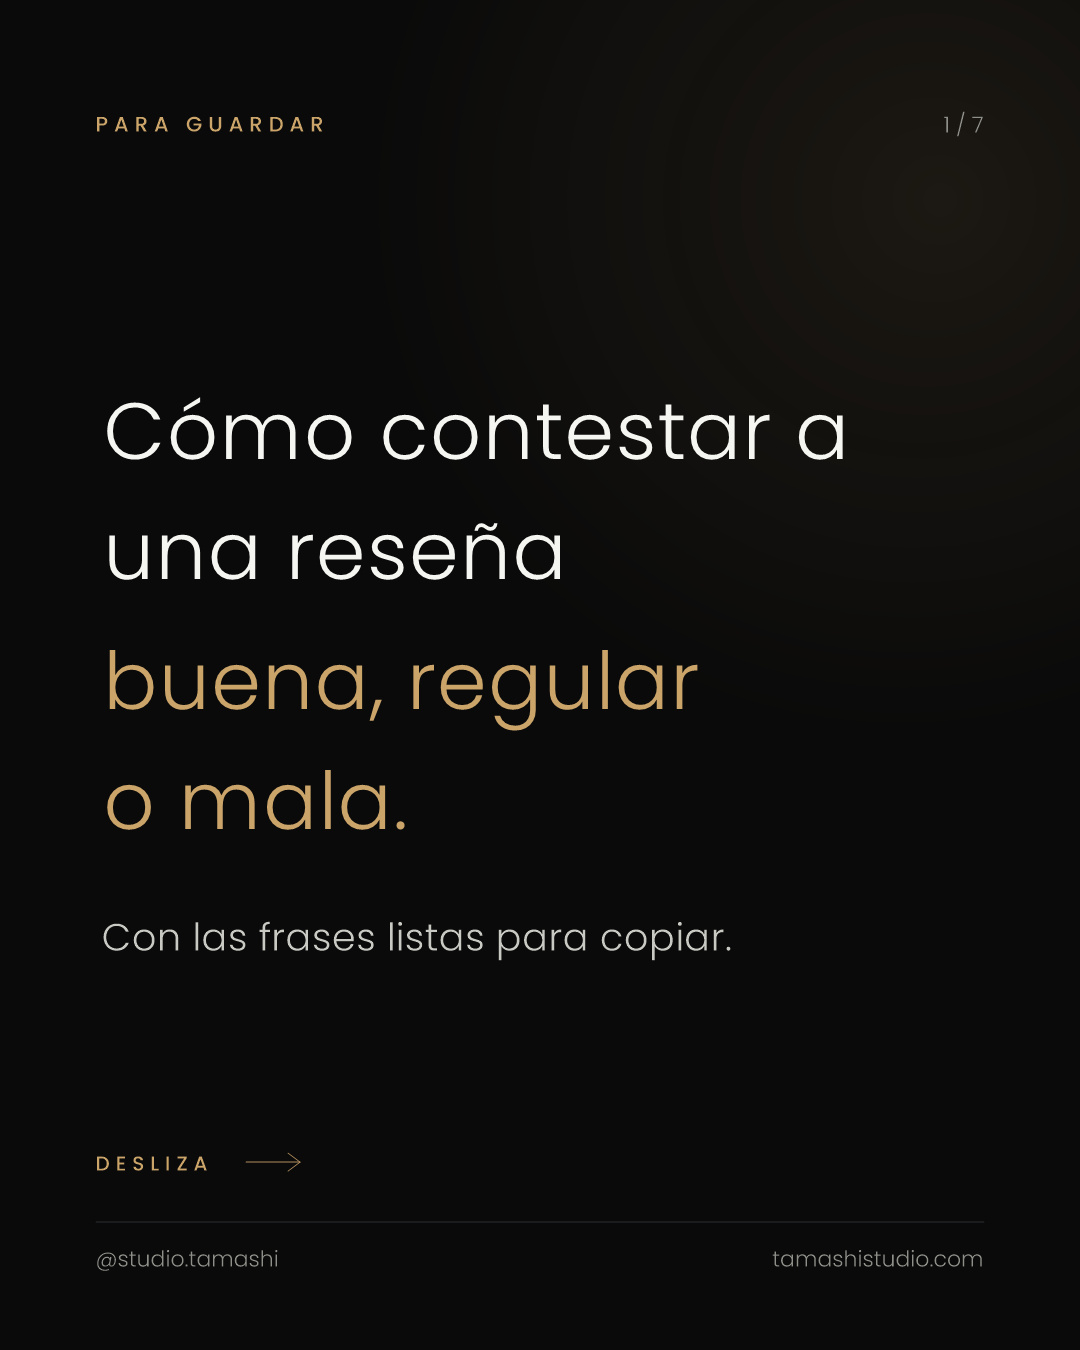 PARA GUARDAR
1 / 7
Cómo contestar a
una reseña
buena, regular
o mala.
Con las frases listas para copiar.
DESLIZA
@studio.tamashi
tamashistudio.com